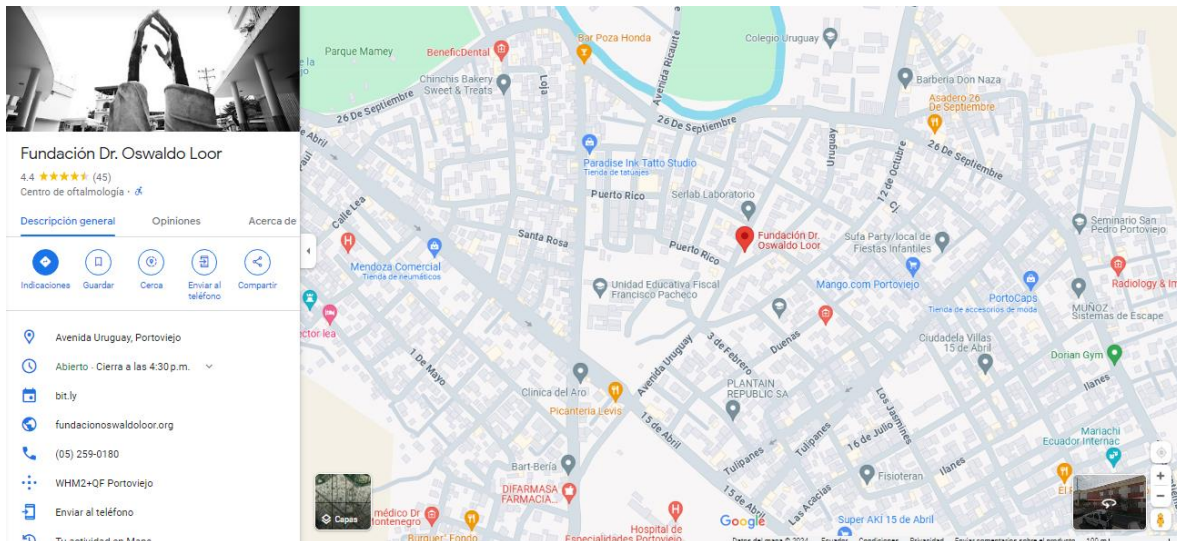 Fundación Dr. Oswaldo Loor
4.4 (45)
Centro de oftalmología ·
Descripción general Opiniones Acerca de
Indicaciones
Guardar
Cerca
Enviar al
teléfono
Compartir
Avenida Uruguay, Portoviejo
Abierto · Cierra a las 4:30 p.m.
bit.ly
fundacionoswaldoloor.org
(05) 259-0180
WHM2+QF Portoviejo
Enviar al teléfono
Parque Mamey
BeneficDental
Bar Poza Honda
Colegio Uruguay
Chinchis Bakery
Sweet & Treats
Loja
Avenida Ricaurte
Barberia Don Naza
Asadero 26
De Septiembre
26 De Septiembre
26 De Septiembre
26 De Septiembre
e Abril
Paradise Ink Tatto Studio
Tienda de tatuajes
Uruguay
12 de Octubre
Cj.
Puerto Rico
Serlab Laboratorio
Calle Lea
Santa Rosa
Puerto Rico
Fundación Dr.
Oswaldo Loor
Sufa Party/local de
Fiestas infantiles
Seminario San
Pedro Portoviejo
Mendoza Comercial
Tienda de neumáticos
Unidad Educativa Fiscal
Francisco Pacheco
Mango.com Portoviejo
Radiology & Im
PortoCaps
Tienda de accesorios de moda
MUÑOZ
Sistemas de Escape
ctor lea
1 De Mayo
Avenida Uruguay
3 de Febrero
Duenas
Ciudadela Villas
15 de Abril
Dorian Gym
Ilanes
Clinica del Aro
Picanteria Levis
PLANTAIN
REPUBLIC SA
15 de Abril
Los Jasmines
Tulipanes
16 de Julio
Mariachi
Ecuador Internac
Bart-Bería
Tulipanes
Ilanes
Fisioteran
DIFARMASA
FARMACIA...
15 de Abril
Las Acacias
médico Dr
Montenegro
Hospital de
Especialidades Portoviejo
Super AKI 15 de Abril
Capas
Google